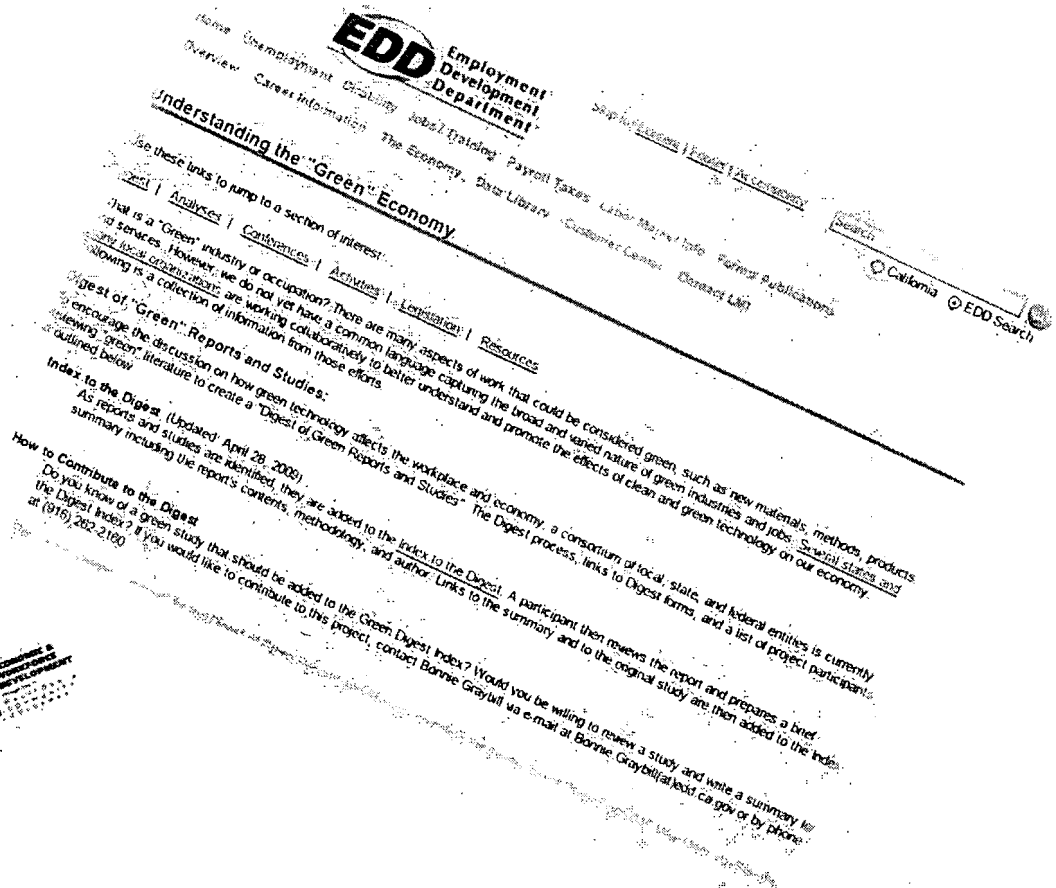 EDD Employment
Development
Department
Skip to: Content | Footer | Accessibility
Search
California EDD Search
Home Unemployment Disability Jobs & Training Payroll Taxes Labor Market Info Forms & Publications
Overview Career Information The Economy Data Library Customer Center Contact LMI
Understanding the "Green" Economy
Use these links to jump to a section of interest:
Digest | Analyses | Conferences | Activities | Legislation | Resources
What is a "Green" industry or occupation? There are many aspects of work that could be considered green, such as new materials, methods, products,
and services. However, we do not yet have a common language capturing the broad and varied nature of green industries and jobs. Several states and
many local organizations are working collaboratively to better understand and promote the effects of clean and green technology on our economy.
Following is a collection of information from those efforts.
Digest of "Green" Reports and Studies:
To encourage the discussion on how green technology affects the workplace and economy, a consortium of local, state, and federal entities is currently
reviewing "green" literature to create a "Digest of Green Reports and Studies". The Digest process, links to Digest forms, and a list of project participants
outlined below
Index to the Digest (Updated April 28, 2009)
As reports and studies are identified, they are added to the Index to the Digest. A participant then reviews the report and prepares a brief
summary including the report's contents, methodology, and author. Links to the summary and to the original study are then added to the Index
How to Contribute to the Digest
Do you know of a green study that should be added to the Green Digest Index? Would you be willing to review a study and write a summary for
the Digest Index? If you would like to contribute to this project, contact Bonnie Graybill via e-mail at Bonnie.Graybill(at)edd.ca.gov or by phone
at (916) 262-2160
ECONOMIC &
WORKFORCE
DEVELOPMENT